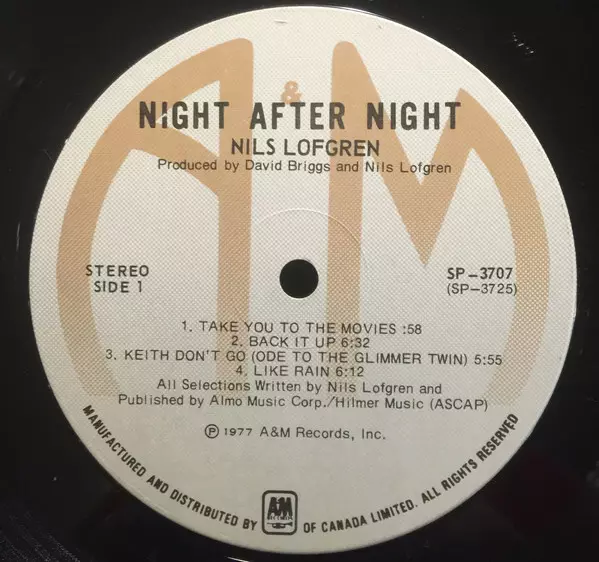 &
NIGHT AFTER NIGHT
NILS LOFGREN
Produced by David Briggs and Nils Lofgren
STEREO
SIDE 1
SP-3707
(SP-3725)
1. TAKE YOU TO THE MOVIES :58
2. BACK IT UP 6:32
3. KEITH DON'T GO (ODE TO THE GLIMMER TWIN) 5:55
4. LIKE RAIN 6:12
All Selections Written by Nils Lofgren and
Published by Almo Music Corp./Hilmer Music (ASCAP)
℗ 1977 A&M Records, Inc.
MANUFACTURED AND DISTRIBUTED BY A&M RECORDS OF CANADA LIMITED. ALL RIGHTS RESERVED